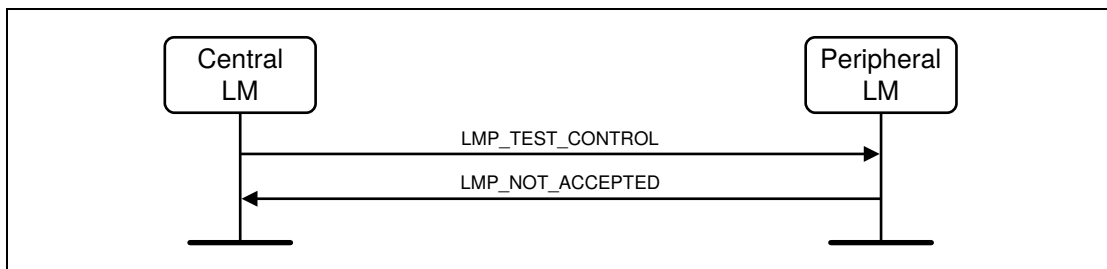 Central
LM
Peripheral
LM
LMP_TEST_CONTROL
LMP_NOT_ACCEPTED